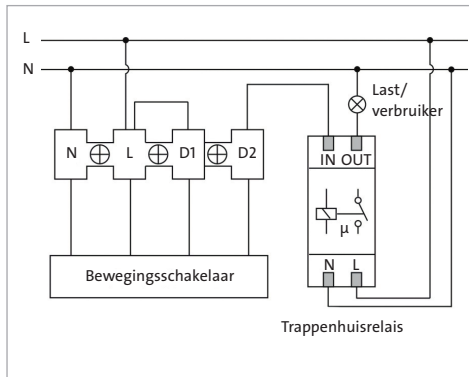 L
N
Last/
verbruiker
N L D1 D2
IN OUT
µ
Bewegingsschakelaar
N L
Trappenhuisrelais